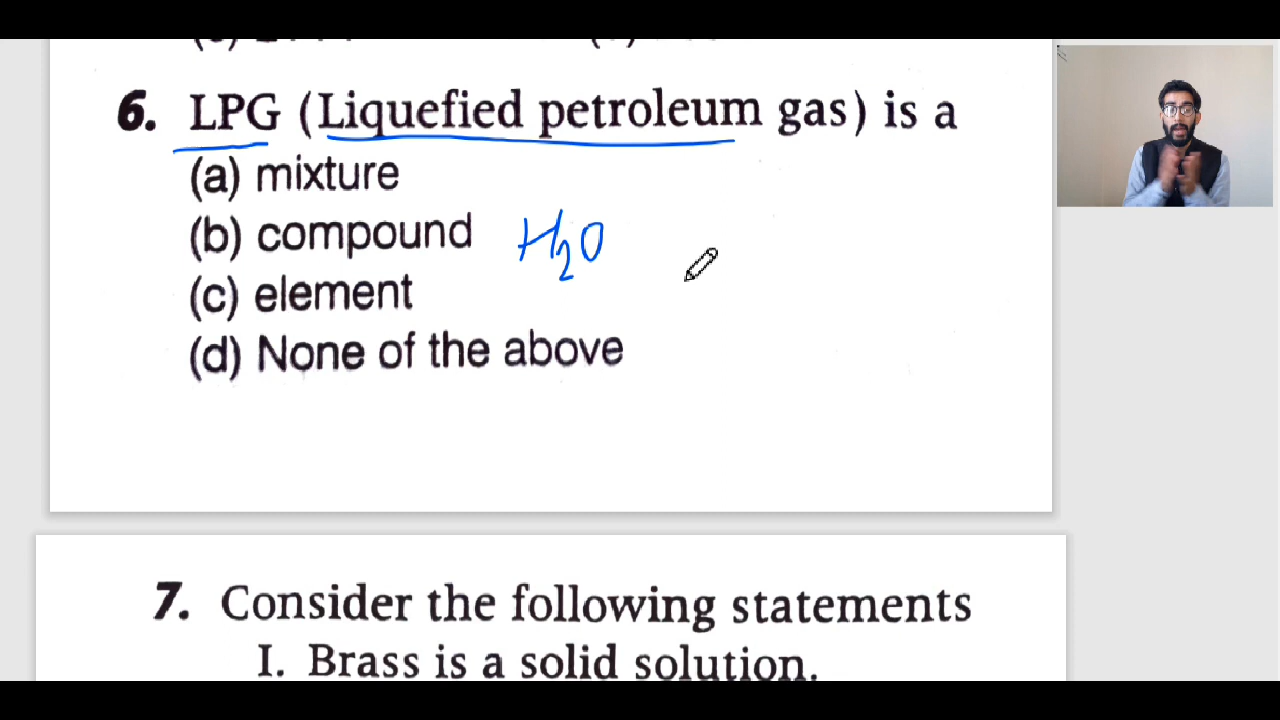 6. LPG (Liquefied petroleum gas) is a
(a) mixture
(b) compound H₂O
(c) element
(d) None of the above
7. Consider the following statements
I. Brass is a solid solution.